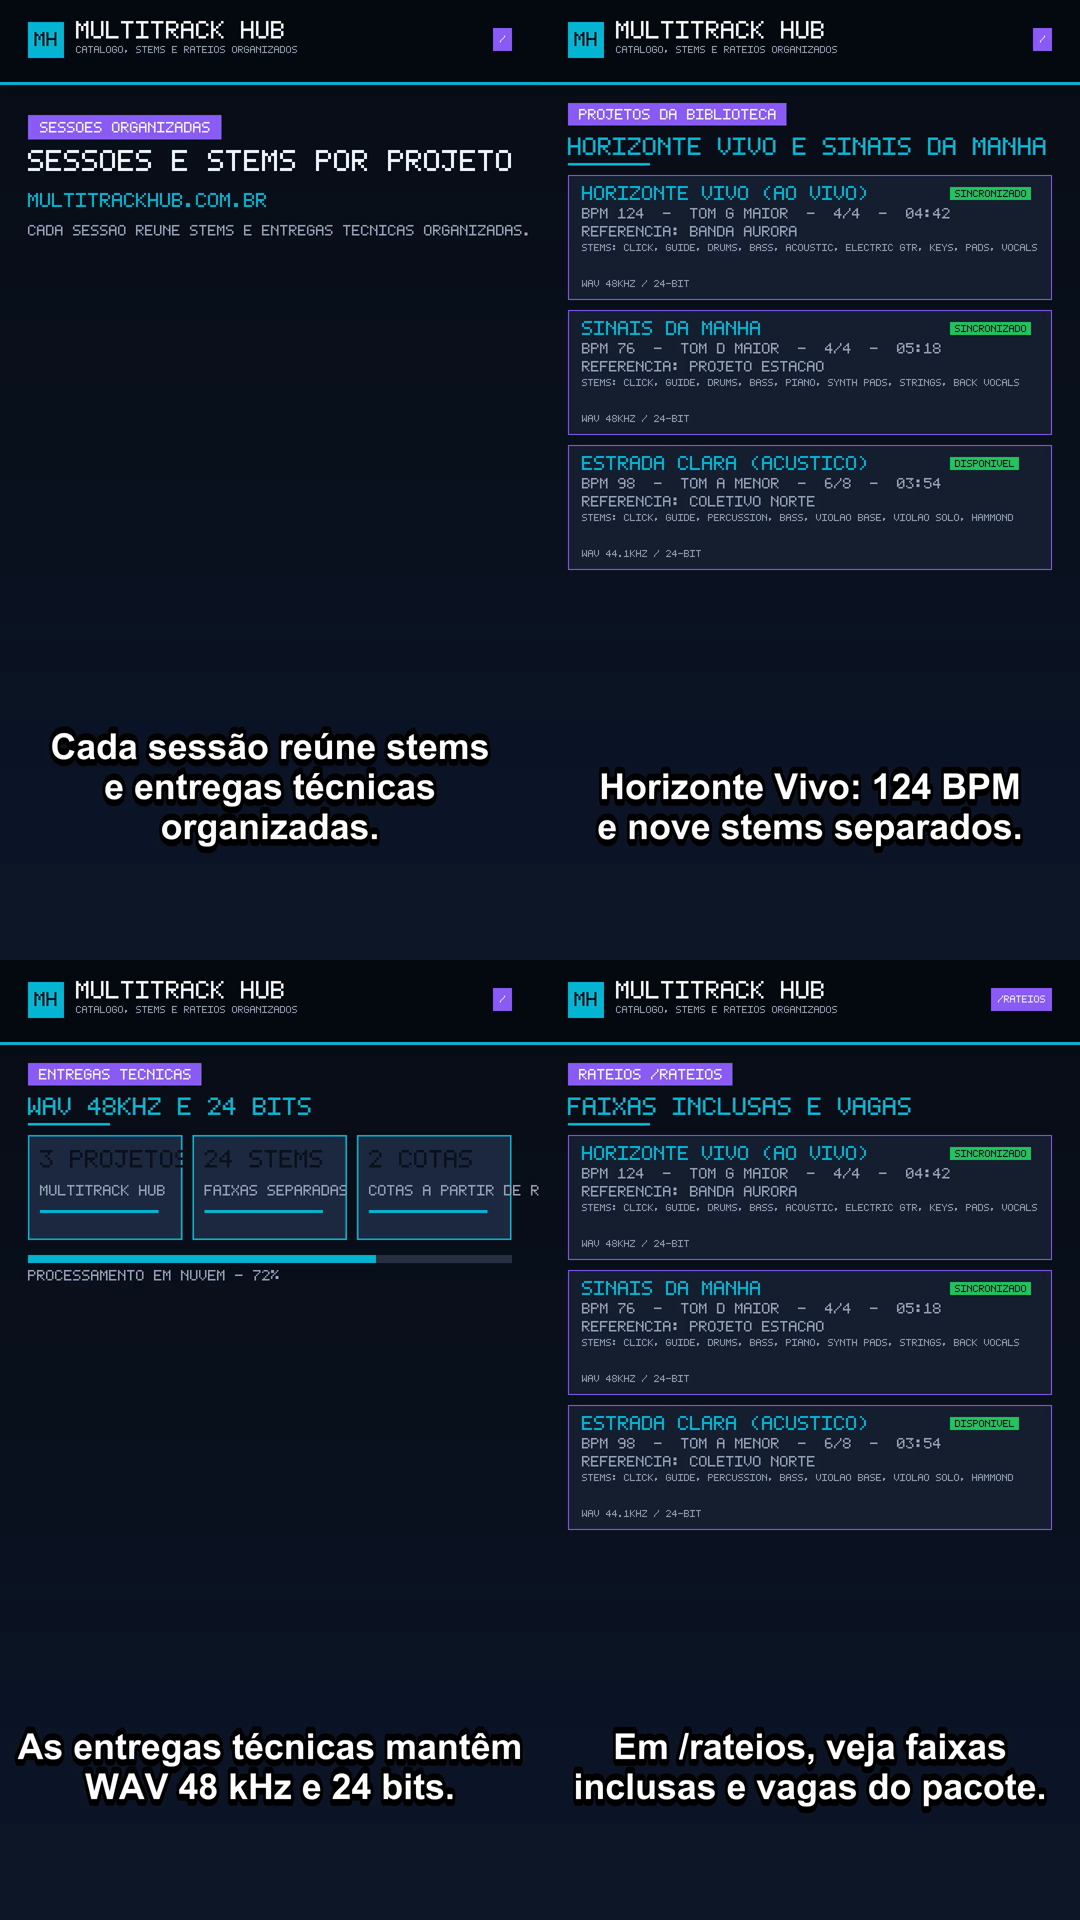 MH
MULTITRACK HUB
CATALOGO, STEMS E RATEIOS ORGANIZADOS
/
SESSOES ORGANIZADAS
SESSOES E STEMS POR PROJETO
MULTITRACKHUB.COM.BR
CADA SESSAO REUNE STEMS E ENTREGAS TECNICAS ORGANIZADAS.
Cada sessão reúne stems
e entregas técnicas
organizadas.
MH
MULTITRACK HUB
CATALOGO, STEMS E RATEIOS ORGANIZADOS
/
PROJETOS DA BIBLIOTECA
HORIZONTE VIVO E SINAIS DA MANHA
HORIZONTE VIVO (AO VIVO)
SINCRONIZADO
BPM 124 - TOM G MAIOR - 4/4 - 04:42
REFERENCIA: BANDA AURORA
STEMS: CLICK, GUIDE, DRUMS, BASS, ACOUSTIC, ELECTRIC GTR, KEYS, PADS, VOCALS
WAV 48KHZ / 24-BIT
SINAIS DA MANHA
SINCRONIZADO
BPM 76 - TOM D MAIOR - 4/4 - 05:18
REFERENCIA: PROJETO ESTACAO
STEMS: CLICK, GUIDE, DRUMS, BASS, PIANO, SYNTH PADS, STRINGS, BACK VOCALS
WAV 48KHZ / 24-BIT
ESTRADA CLARA (ACUSTICO)
DISPONIVEL
BPM 98 - TOM A MENOR - 6/8 - 03:54
REFERENCIA: COLETIVO NORTE
STEMS: CLICK, GUIDE, PERCUSSION, BASS, VIOLAO BASE, VIOLAO SOLO, HAMMOND
WAV 44.1KHZ / 24-BIT
Horizonte Vivo: 124 BPM
e nove stems separados.
MH
MULTITRACK HUB
CATALOGO, STEMS E RATEIOS ORGANIZADOS
/
ENTREGAS TECNICAS
WAV 48KHZ E 24 BITS
3 PROJETOS
MULTITRACK HUB
24 STEMS
FAIXAS SEPARADAS
2 COTAS
COTAS A PARTIR DE R
PROCESSAMENTO EM NUVEM - 72%
As entregas técnicas mantêm
WAV 48 kHz e 24 bits.
MH
MULTITRACK HUB
CATALOGO, STEMS E RATEIOS ORGANIZADOS
/RATEIOS
RATEIOS /RATEIOS
FAIXAS INCLUSAS E VAGAS
HORIZONTE VIVO (AO VIVO)
SINCRONIZADO
BPM 124 - TOM G MAIOR - 4/4 - 04:42
REFERENCIA: BANDA AURORA
STEMS: CLICK, GUIDE, DRUMS, BASS, ACOUSTIC, ELECTRIC GTR, KEYS, PADS, VOCALS
WAV 48KHZ / 24-BIT
SINAIS DA MANHA
SINCRONIZADO
BPM 76 - TOM D MAIOR - 4/4 - 05:18
REFERENCIA: PROJETO ESTACAO
STEMS: CLICK, GUIDE, DRUMS, BASS, PIANO, SYNTH PADS, STRINGS, BACK VOCALS
WAV 48KHZ / 24-BIT
ESTRADA CLARA (ACUSTICO)
DISPONIVEL
BPM 98 - TOM A MENOR - 6/8 - 03:54
REFERENCIA: COLETIVO NORTE
STEMS: CLICK, GUIDE, PERCUSSION, BASS, VIOLAO BASE, VIOLAO SOLO, HAMMOND
WAV 44.1KHZ / 24-BIT
Em /rateios, veja faixas
inclusas e vagas do pacote.